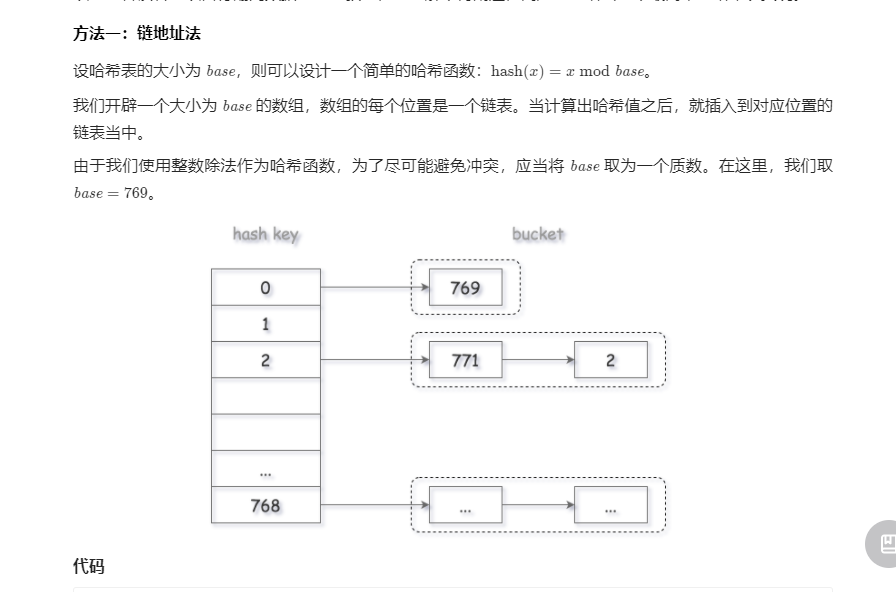 方法一：链地址法
设哈希表的大小为 base，则可以设计一个简单的哈希函数：hash(x) = x mod base。
我们开辟一个大小为 base 的数组，数组的每个位置是一个链表。当计算出哈希值之后，就插入到对应位置的
链表当中。
由于我们使用整数除法作为哈希函数，为了尽可能避免冲突，应当将 base 取为一个质数。在这里，我们取
base = 769。
hash key
bucket
0
769
1
2
771
2
...
768
...
...
代码